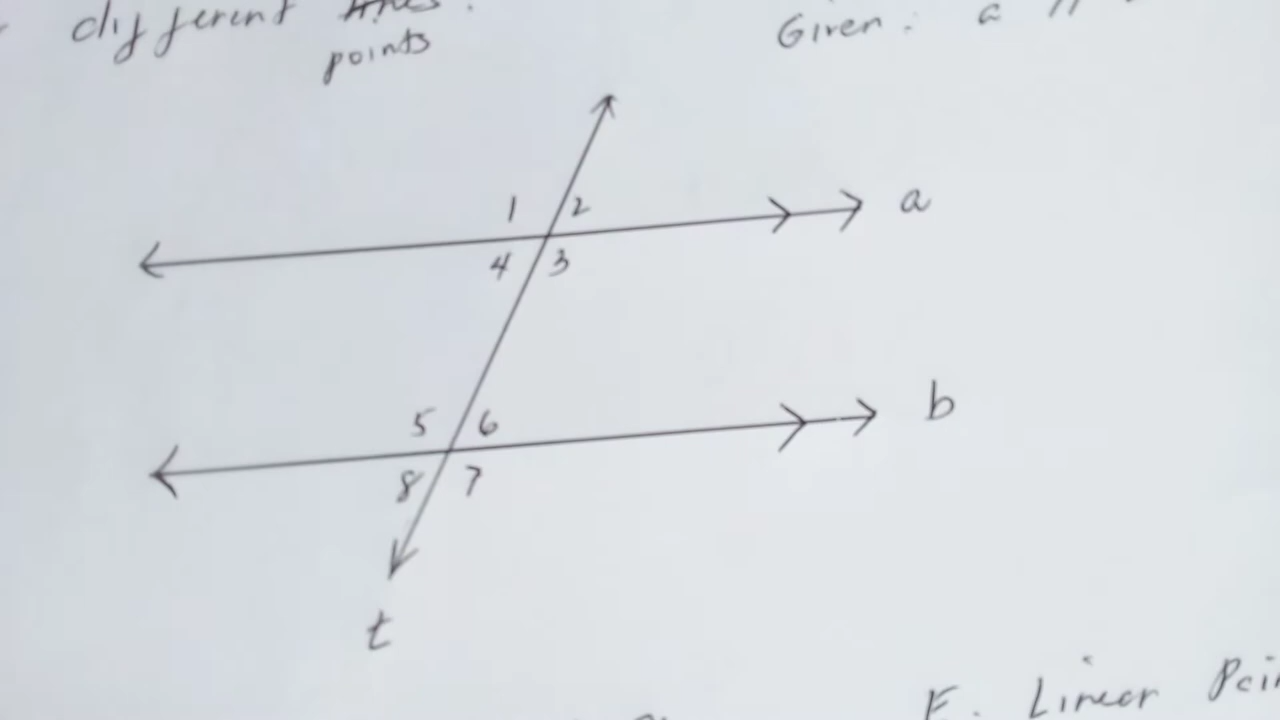 different
points
Given: a //
1 2 a
4 3
5 6 b
8 7
t
E. Linear